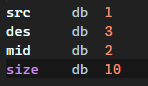 src db 1
des db 3
mid db 2
size db 10